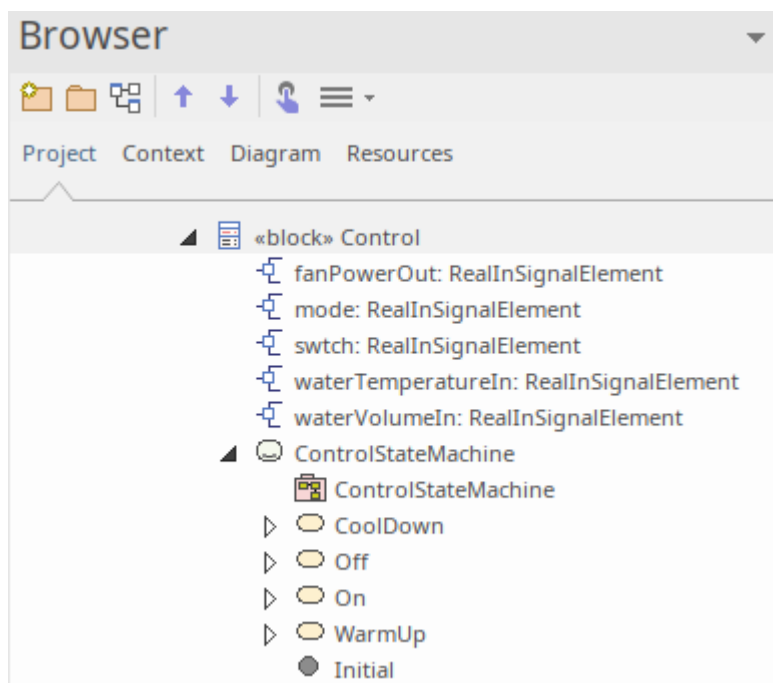 Browser
Project Context Diagram Resources
«block» Control
fanPowerOut: RealInSignalElement
mode: RealInSignalElement
swtch: RealInSignalElement
waterTemperatureIn: RealInSignalElement
waterVolumeIn: RealInSignalElement
ControlStateMachine
ControlStateMachine
CoolDown
Off
On
WarmUp
Initial